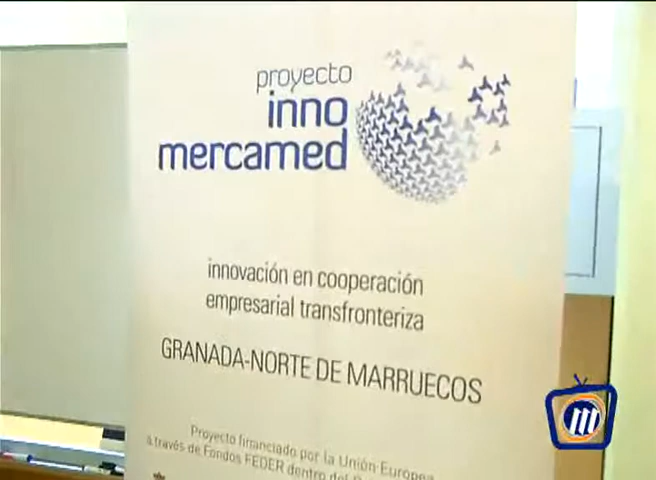 proyecto
inno
mercamed
innovación en cooperación
empresarial transfronteriza
GRANADA-NORTE DE MARRUECOS
Proyecto financiado por la Unión Europea
a través de Fondos FEDER dentro del
m